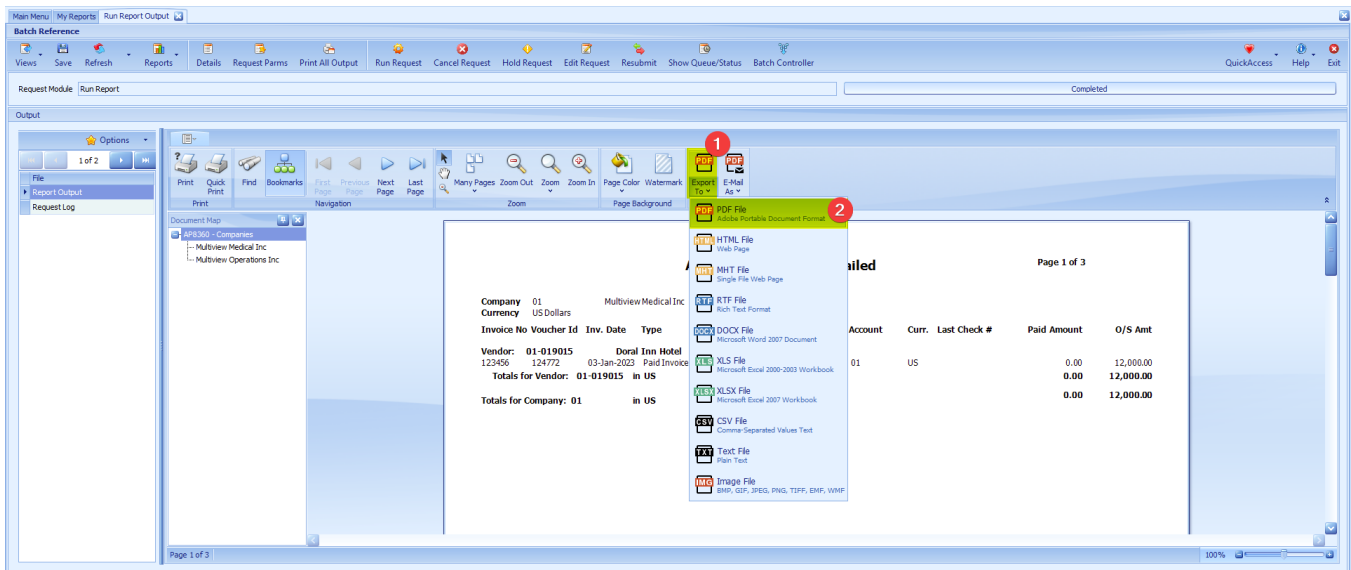 Main Menu My Reports Run Report Output
Batch Reference
Views Save Refresh Reports Details Request Parms Print All Output Run Request Cancel Request Hold Request Edit Request Resubmit Show Queue/Status Batch Controller QuickAccess Help Exit
Request Module Run Report Completed
Output
Options
1 of 2
File
Report Output
Request Log
1
Print Quick Print Find Bookmarks First Page Previous Page Next Page Last Page Many Pages Zoom Out Zoom Zoom In Page Color Watermark Export To E-Mail As
Print Navigation Zoom Page Background
Document Map
AP8360 - Companies
Multiview Medical Inc
Multiview Operations Inc
2
PDF PDF File
Adobe Portable Document Format
HTML HTML File
Web Page
MHT MHT File
Single File Web Page
RTF RTF File
Rich Text Format
DOCX DOCX File
Microsoft Word 2007 Document
XLS XLS File
Microsoft Excel 2000-2003 Workbook
XLSX XLSX File
Microsoft Excel 2007 Workbook
CSV CSV File
Comma-Separated Values Text
TXT Text File
Plain Text
IMG Image File
BMP, GIF, JPEG, PNG, TIFF, EMF, WMF
ailed Page 1 of 3
Company 01 Multiview Medical Inc
Currency US Dollars
Invoice No Voucher Id Inv. Date Type Account Curr. Last Check # Paid Amount O/S Amt
Vendor: 01-019015 Doral Inn Hotel
123456 124772 03-Jan-2023 Paid Invoice 01 US 0.00 12,000.00
Totals for Vendor: 01-019015 in US 0.00 12,000.00
Totals for Company: 01 in US 0.00 12,000.00
Page 1 of 3 100%